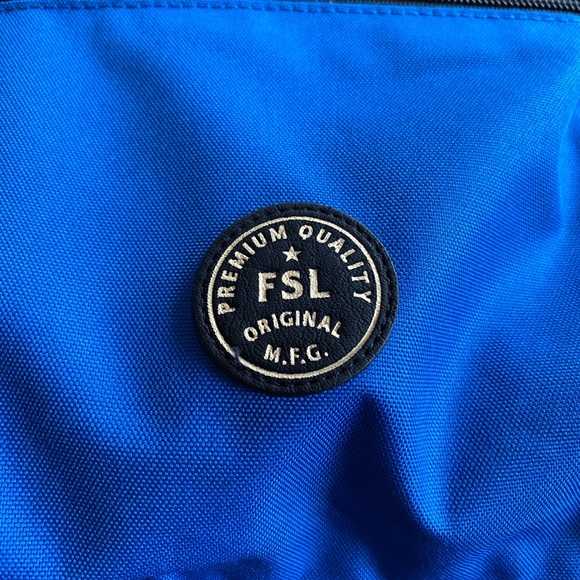 PREMIUM QUALITY
FSL
ORIGINAL
M.F.G.